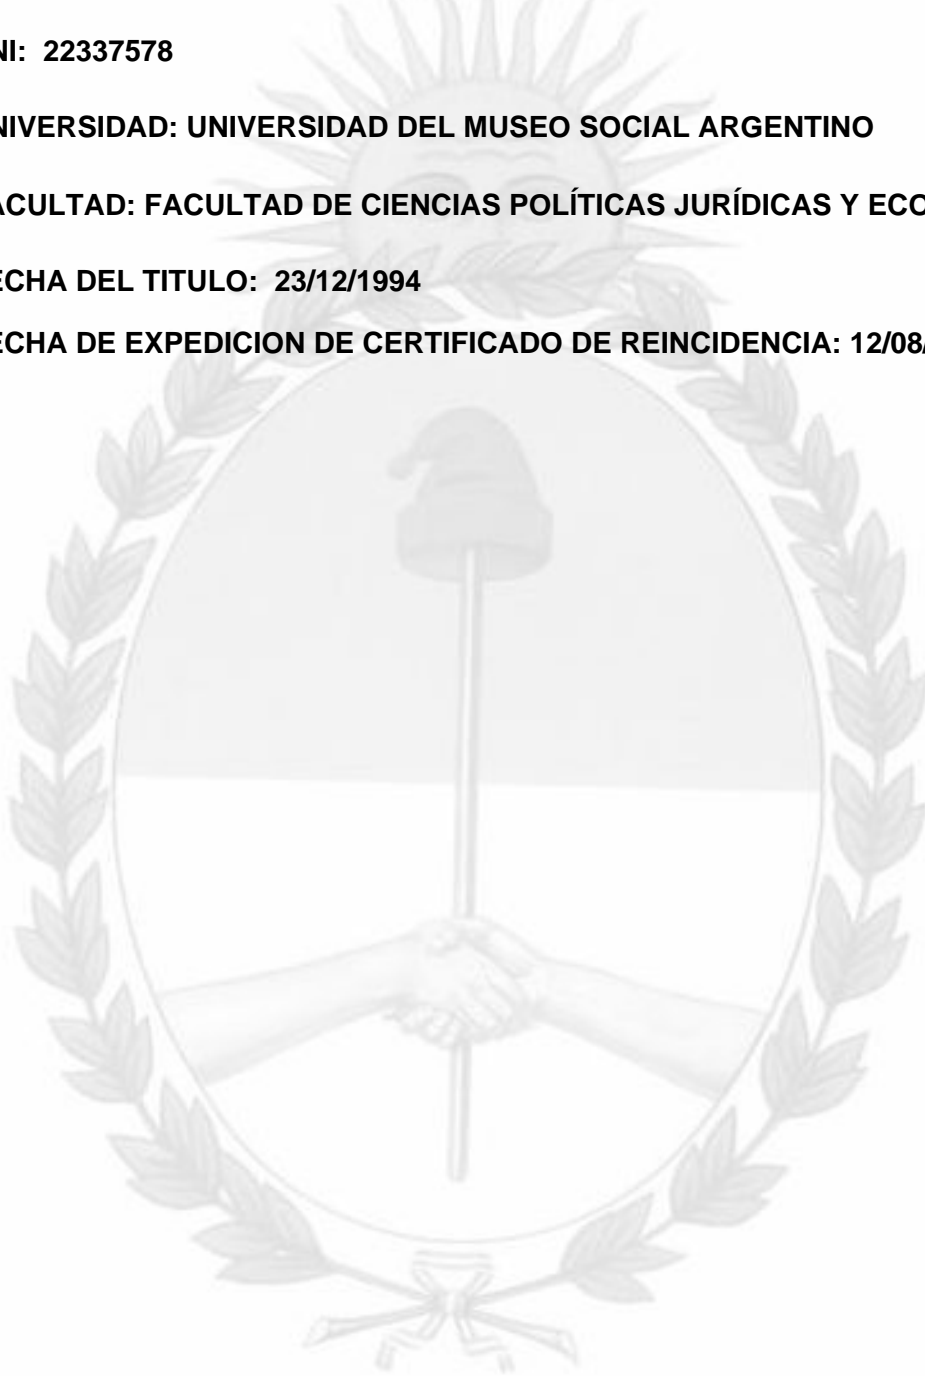 NI: 22337578
NIVERSIDAD: UNIVERSIDAD DEL MUSEO SOCIAL ARGENTINO
ACULTAD: FACULTAD DE CIENCIAS POLÍTICAS JURÍDICAS Y ECO
ECHA DEL TITULO: 23/12/1994
ECHA DE EXPEDICION DE CERTIFICADO DE REINCIDENCIA: 12/08/